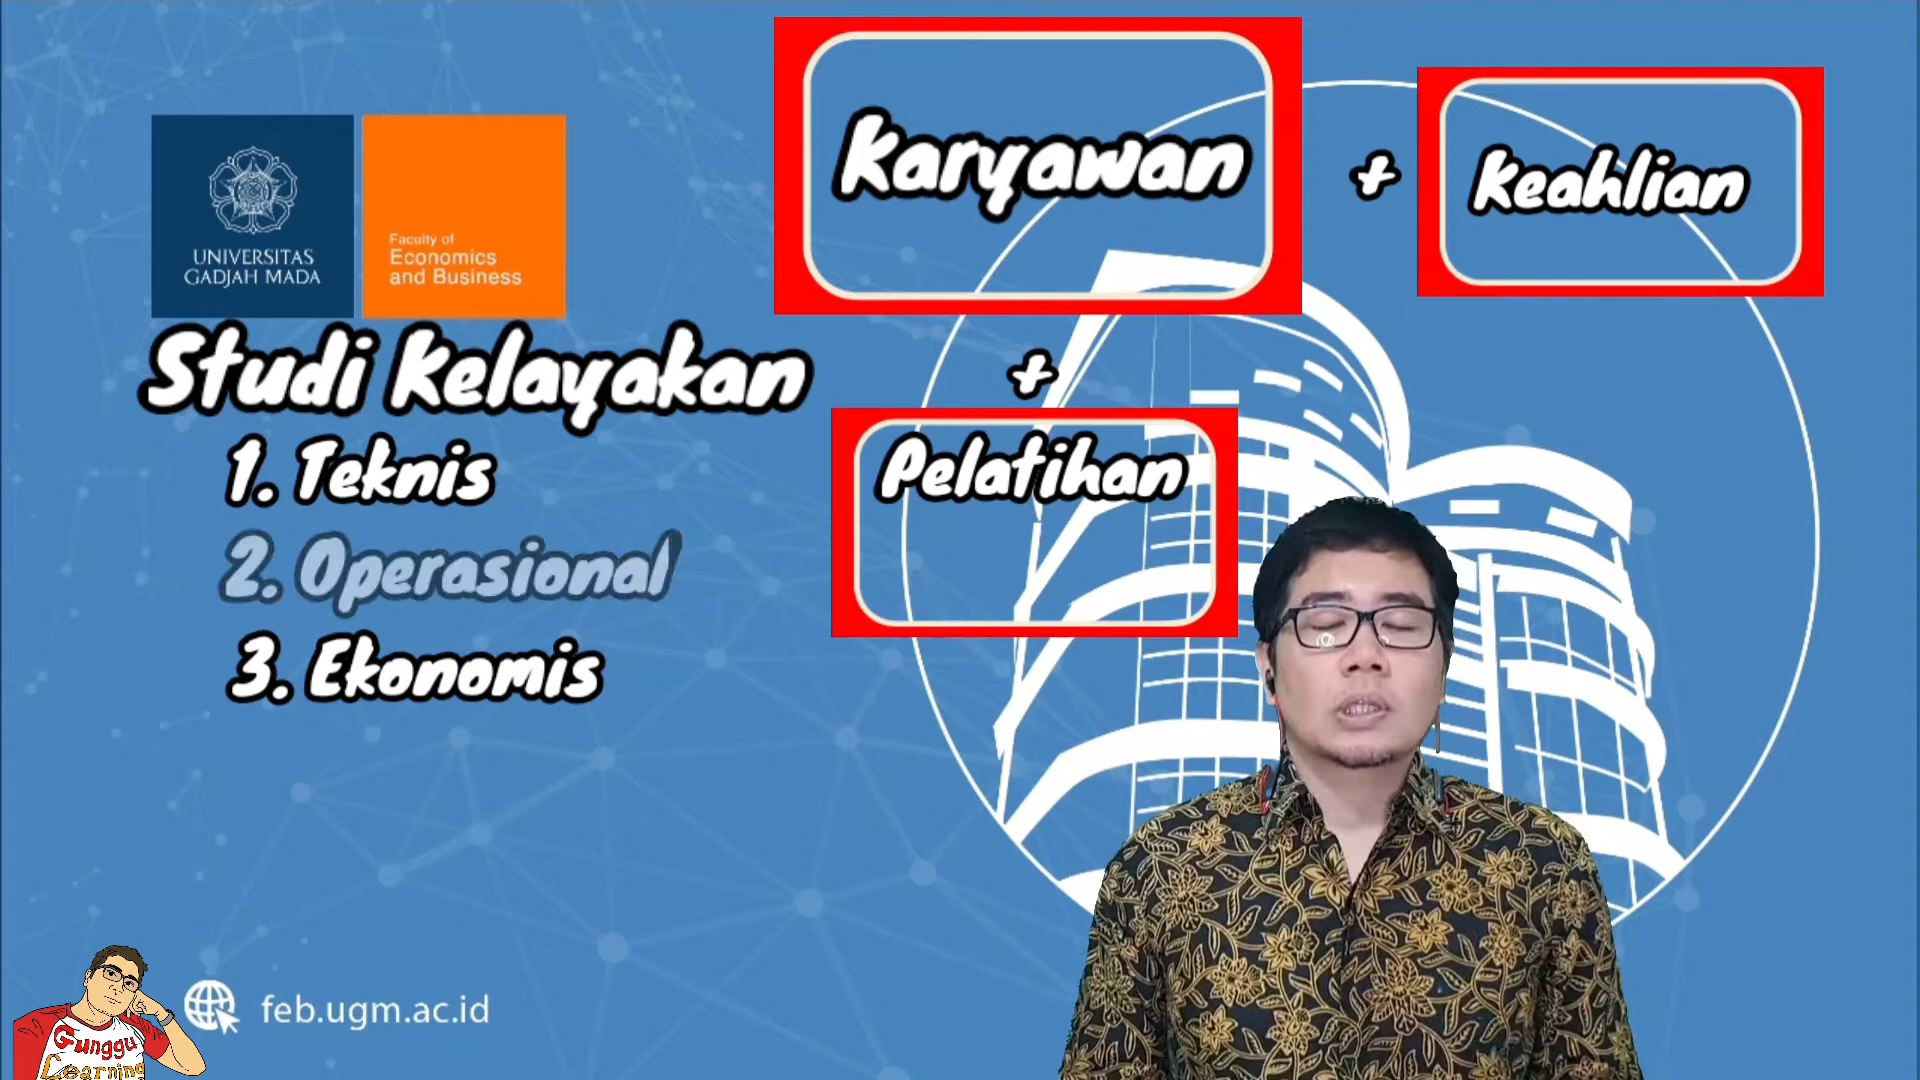 UNIVERSITAS
GADJAH MADA
Faculty of
Economics
and Business
Studi Kelayakan
1. Teknis
2. Operasional
3. Ekonomis
Karyawan
+
Keahlian
+
Pelatihan
feb.ugm.ac.id
Gunggu
Learning